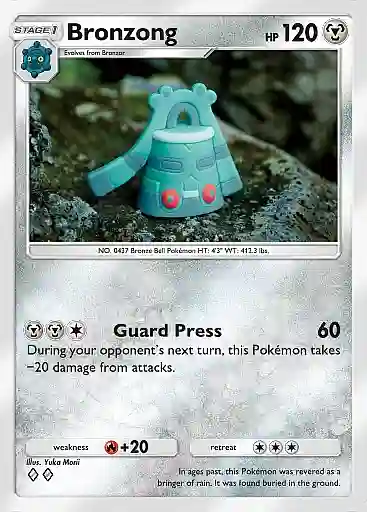 STAGE 1
Bronzong
HP 120
Evolves from Bronzor
NO. 0437 Bronze Bell Pokémon HT: 4'3" WT: 412.3 lbs.
Guard Press 60
During your opponent's next turn, this Pokémon takes
−20 damage from attacks.
weakness +20 retreat
Illus. Yuka Morii
In ages past, this Pokémon was revered as a
bringer of rain. It was found buried in the ground.